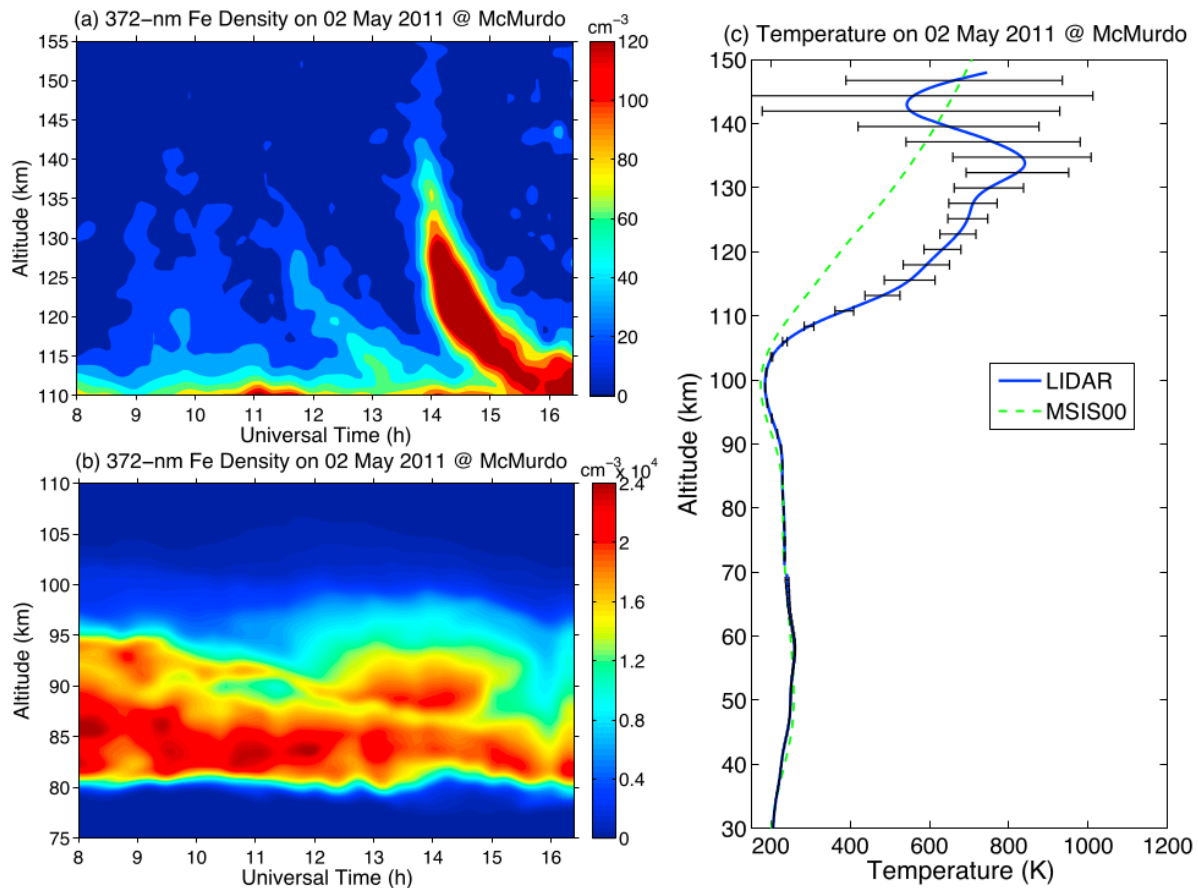 (a) 372−nm Fe Density on 02 May 2011 @ McMurdo
cm−3
155
150
145
140
135
130
125
120
115
110
Altitude (km)
8 9 10 11 12 13 14 15 16
Universal Time (h)
120
100
80
60
40
20
0
(b) 372−nm Fe Density on 02 May 2011 @ McMurdo
cm−3 x 10^4
110
105
100
95
90
85
80
75
Altitude (km)
8 9 10 11 12 13 14 15 16
Universal Time (h)
2.4
2
1.6
1.2
0.8
0.4
0
(c) Temperature on 02 May 2011 @ McMurdo
150
140
130
120
110
100
90
80
70
60
50
40
30
Altitude (km)
LIDAR
MSIS00
200 400 600 800 1000 1200
Temperature (K)